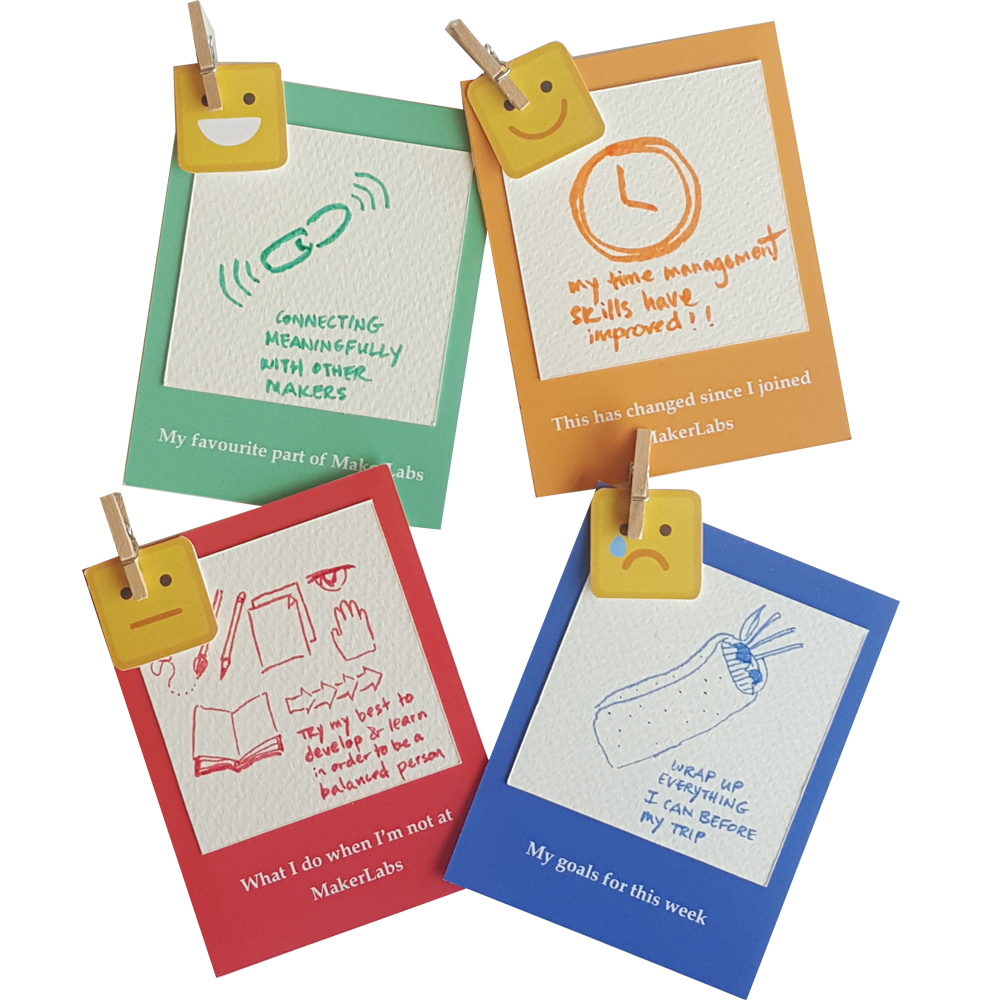 CONNECTING
MEANINGFULLY
WITH OTHER
MAKERS
My favourite part of MakerLabs
my time management
skills have
improved!!
This has changed since I joined
MakerLabs
Try my best to
develop & learn
in order to be a
balanced person
What I do when I'm not at
MakerLabs
WRAP UP
EVERYTHING
I CAN BEFORE
MY TRIP
My goals for this week